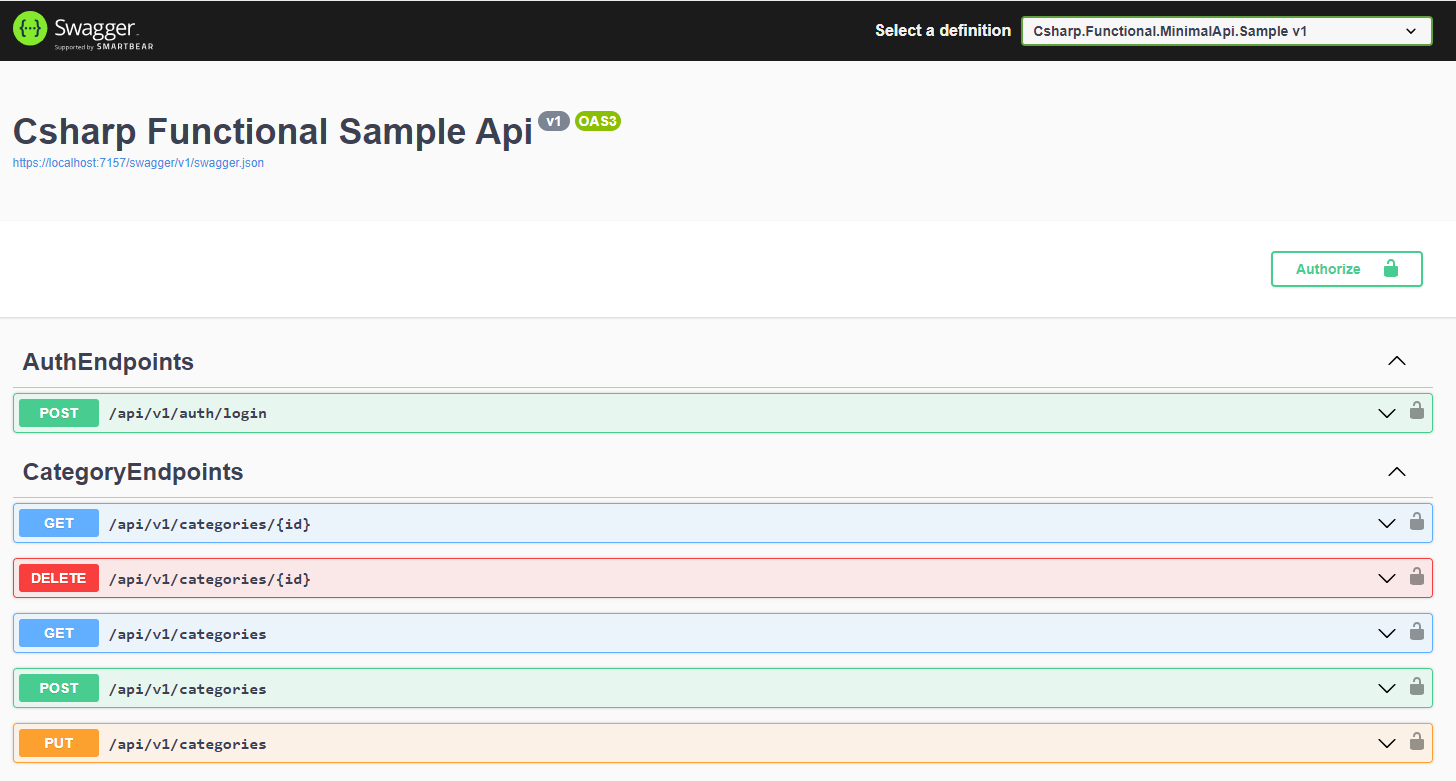 {··} Swagger.
Supported by SMARTBEAR
Select a definition
Csharp.Functional.MinimalApi.Sample v1
Csharp Functional Sample Api v1 OAS3
https://localhost:7157/swagger/v1/swagger.json
Authorize
AuthEndpoints
POST /api/v1/auth/login
CategoryEndpoints
GET /api/v1/categories/{id}
DELETE /api/v1/categories/{id}
GET /api/v1/categories
POST /api/v1/categories
PUT /api/v1/categories